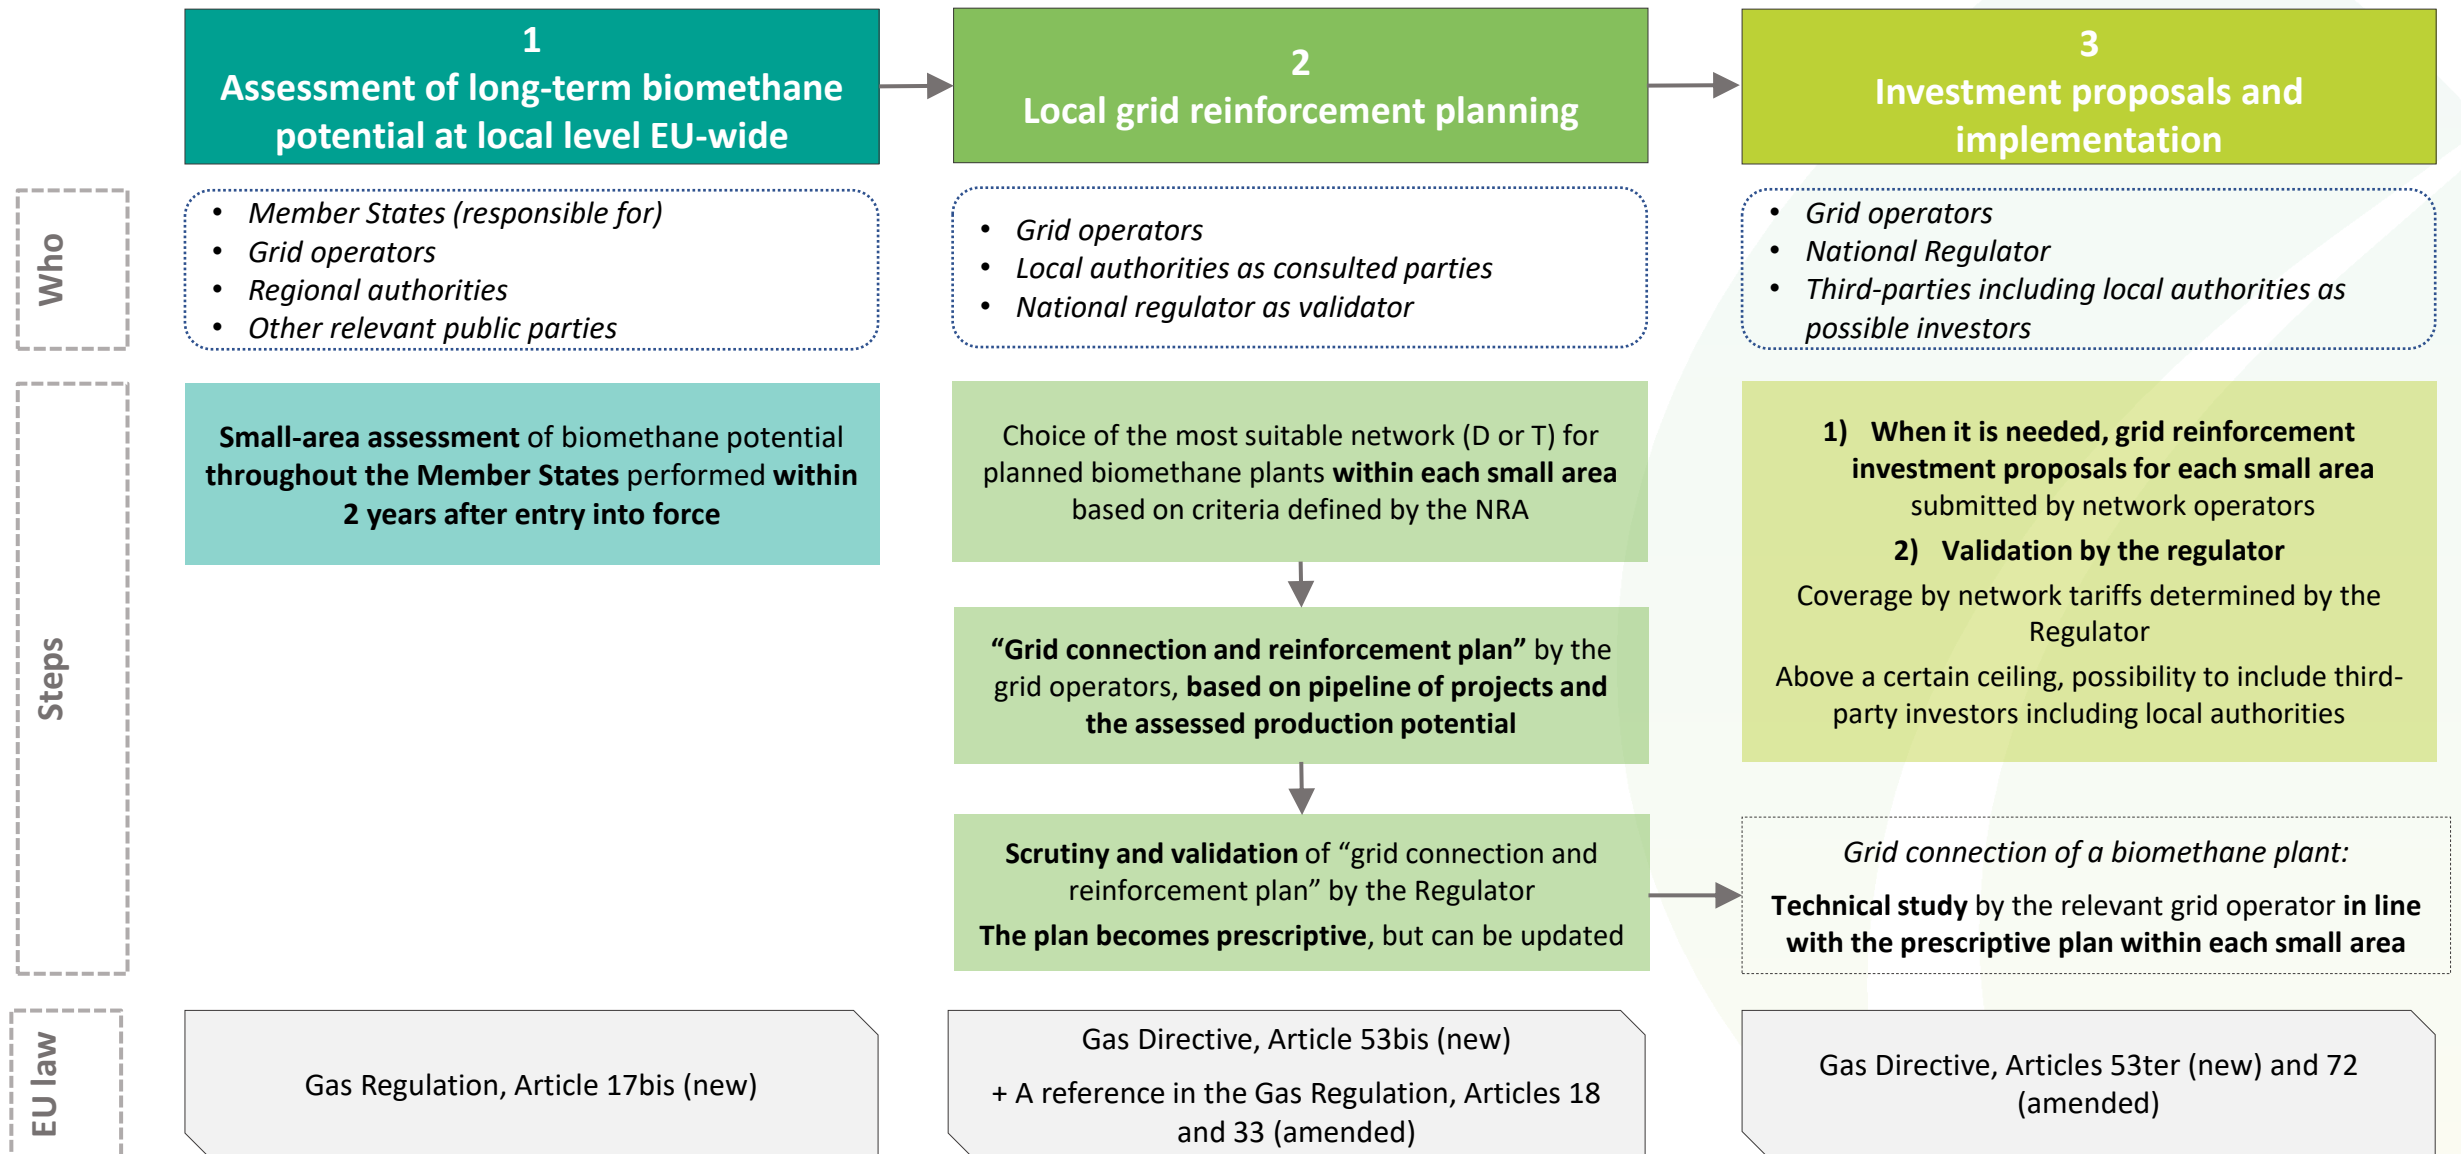 1
Assessment of long-term biomethane
potential at local level EU-wide
2
Local grid reinforcement planning
3
Investment proposals and
implementation
Who
• Member States (responsible for)
• Grid operators
• Regional authorities
• Other relevant public parties
• Grid operators
• Local authorities as consulted parties
• National regulator as validator
• Grid operators
• National Regulator
• Third-parties including local authorities as
possible investors
Steps
Small-area assessment of biomethane potential
throughout the Member States performed within
2 years after entry into force
Choice of the most suitable network (D or T) for
planned biomethane plants within each small area
based on criteria defined by the NRA
“Grid connection and reinforcement plan” by the
grid operators, based on pipeline of projects and
the assessed production potential
Scrutiny and validation of “grid connection and
reinforcement plan” by the Regulator
The plan becomes prescriptive, but can be updated
1) When it is needed, grid reinforcement
investment proposals for each small area
submitted by network operators
2) Validation by the regulator
Coverage by network tariffs determined by the
Regulator
Above a certain ceiling, possibility to include third-
party investors including local authorities
Grid connection of a biomethane plant:
Technical study by the relevant grid operator in line
with the prescriptive plan within each small area
EU law
Gas Regulation, Article 17bis (new)
Gas Directive, Article 53bis (new)
+ A reference in the Gas Regulation, Articles 18
and 33 (amended)
Gas Directive, Articles 53ter (new) and 72
(amended)